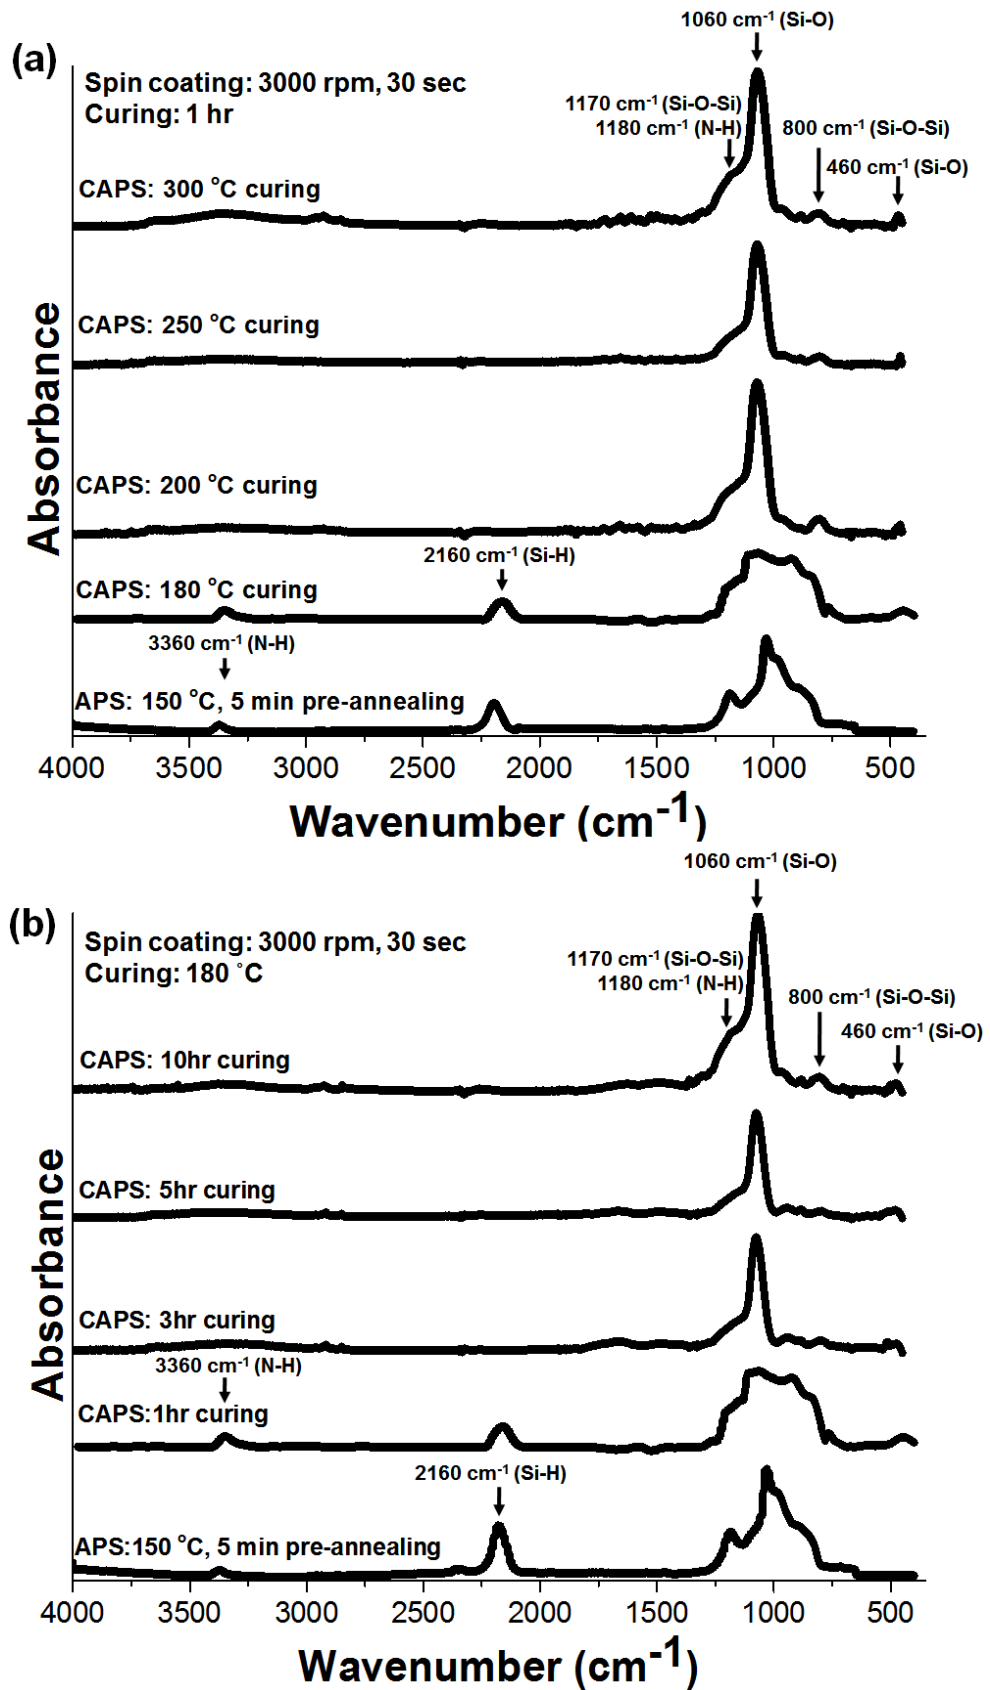 1060 cm-1 (Si-O)
(a)
Spin coating: 3000 rpm, 30 sec
Curing: 1 hr
1170 cm-1 (Si-O-Si)
1180 cm-1 (N-H)
800 cm-1 (Si-O-Si)
460 cm-1 (Si-O)
CAPS: 300 °C curing
CAPS: 250 °C curing
CAPS: 200 °C curing
2160 cm-1 (Si-H)
CAPS: 180 °C curing
3360 cm-1 (N-H)
APS: 150 °C, 5 min pre-annealing
Absorbance
4000 3500 3000 2500 2000 1500 1000 500
Wavenumber (cm-1)
1060 cm-1 (Si-O)
(b)
Spin coating: 3000 rpm, 30 sec
Curing: 180 °C
1170 cm-1 (Si-O-Si)
1180 cm-1 (N-H)
800 cm-1 (Si-O-Si)
460 cm-1 (Si-O)
CAPS: 10hr curing
CAPS: 5hr curing
CAPS: 3hr curing
3360 cm-1 (N-H)
CAPS:1hr curing
2160 cm-1 (Si-H)
APS:150 °C, 5 min pre-annealing
Absorbance
4000 3500 3000 2500 2000 1500 1000 500
Wavenumber (cm-1)